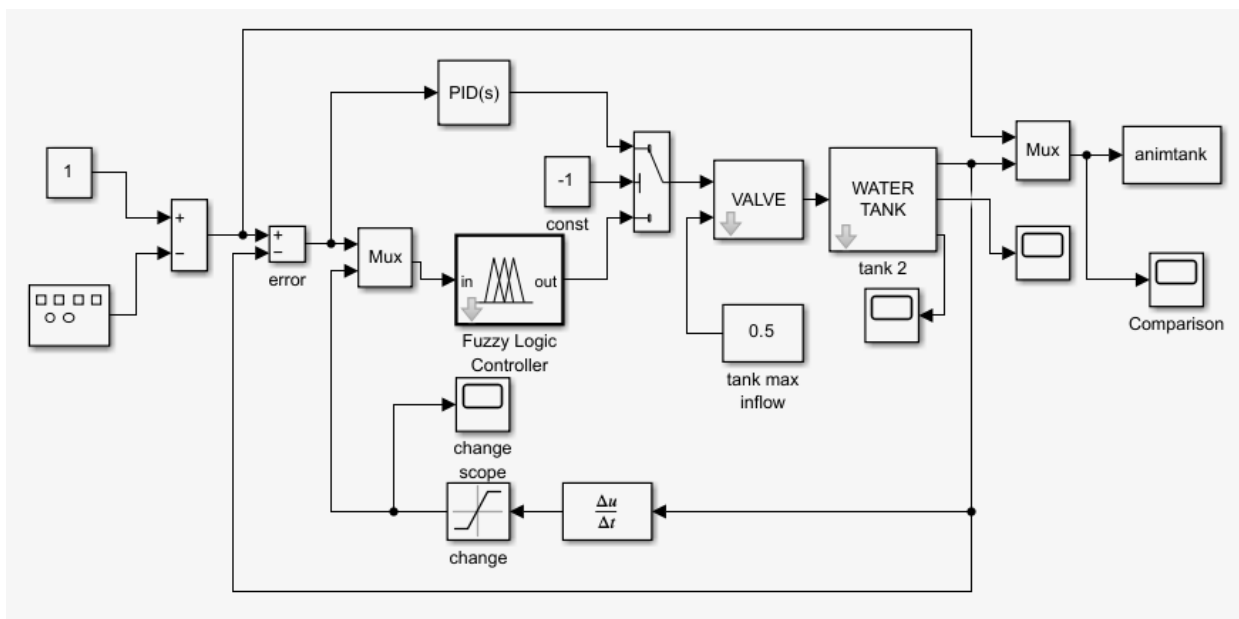 PID(s)
Mux
animtank
1
-1
const
VALVE
WATER
TANK
tank 2
+
−
+
−
error
Mux
in
out
Fuzzy Logic
Controller
0.5
tank max
inflow
Comparison
change
scope
Δu
Δt
change